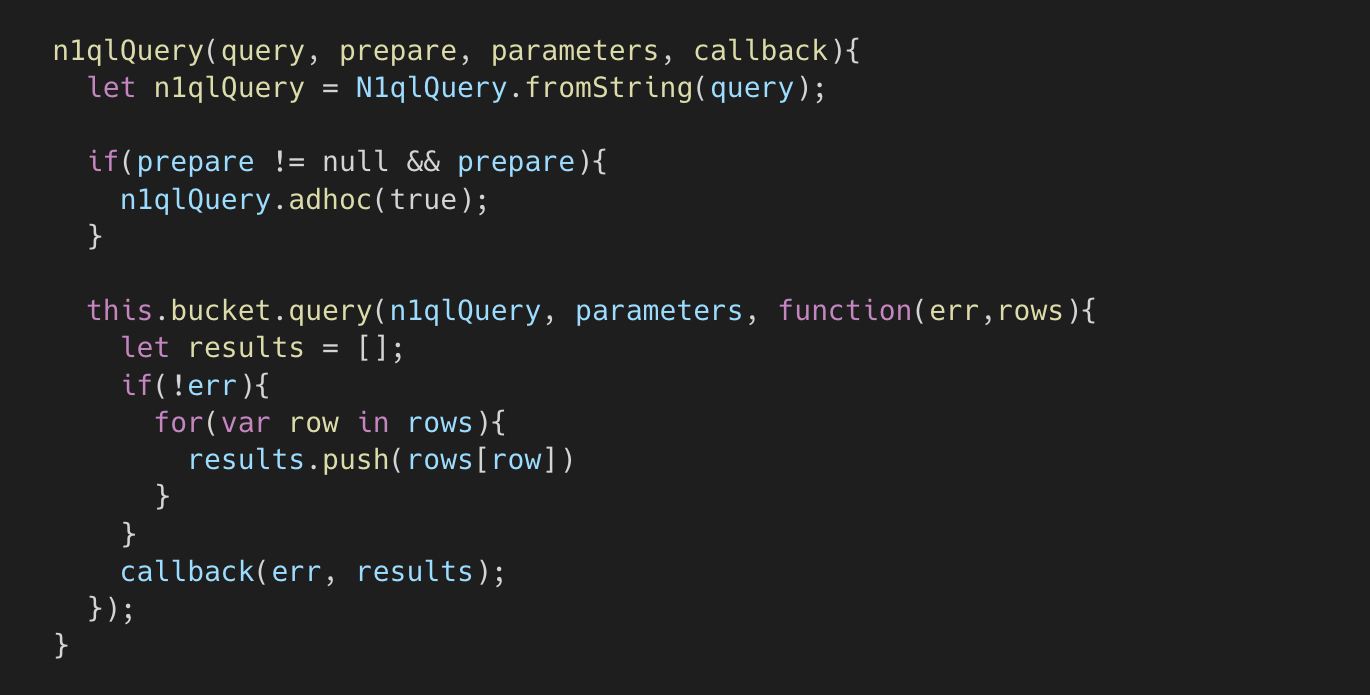 n1qlQuery(query, prepare, parameters, callback){
  let n1qlQuery = N1qlQuery.fromString(query);
  if(prepare != null && prepare){
    n1qlQuery.adhoc(true);
  }
  this.bucket.query(n1qlQuery, parameters, function(err,rows){
    let results = [];
    if(!err){
      for(var row in rows){
        results.push(rows[row])
      }
    }
    callback(err, results);
  });
}